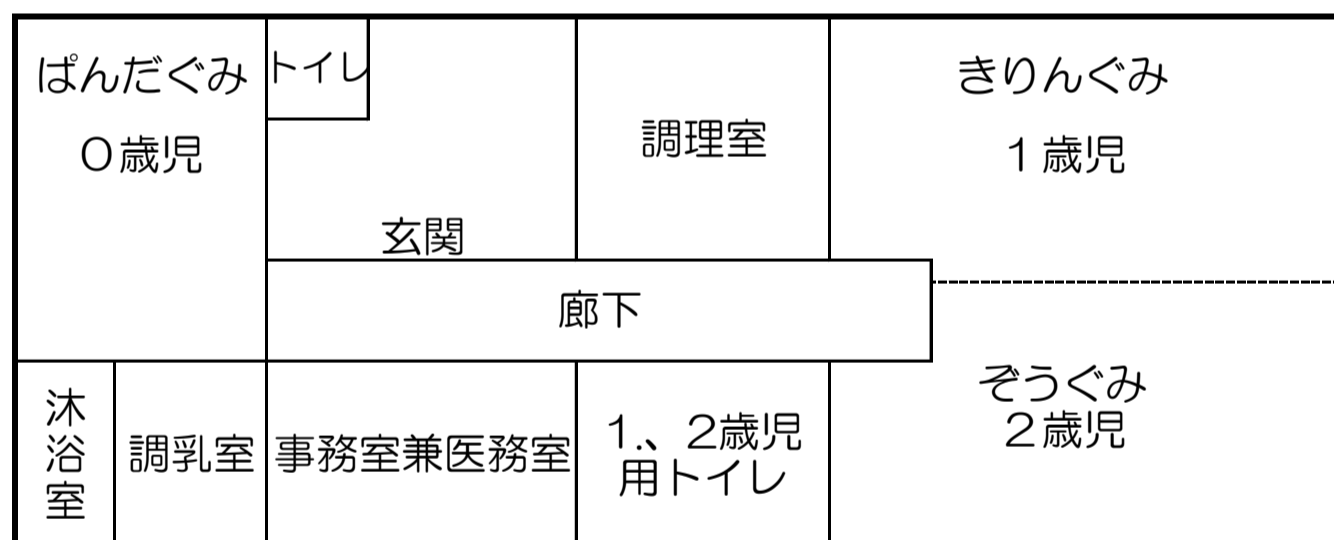 ぱんだぐみ
0歳児
トイレ
玄関
調理室
きりんぐみ
1歳児
廊下
沐浴室
調乳室
事務室兼医務室
1.、2歳児
用トイレ
ぞうぐみ
2歳児